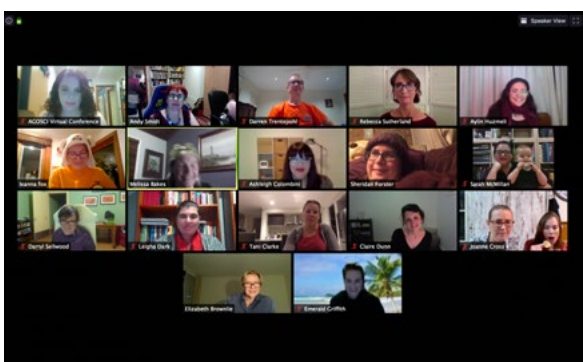 Speaker View
AGOSCI Virtual Conference
Andy Smidt
Darren Trentepohl
Rebecca Sutherland
Aylin Huzmeli
leanna fox
Melissa Bakes
Ashleigh Colombini
Sheridan Forster
Sarah McMillan
Darryl Sellwood
Leigha Dark
Tani Clarke
Claire Dunn
Joanne Cross
Elizabeth Brownlie
Emerald Griffith